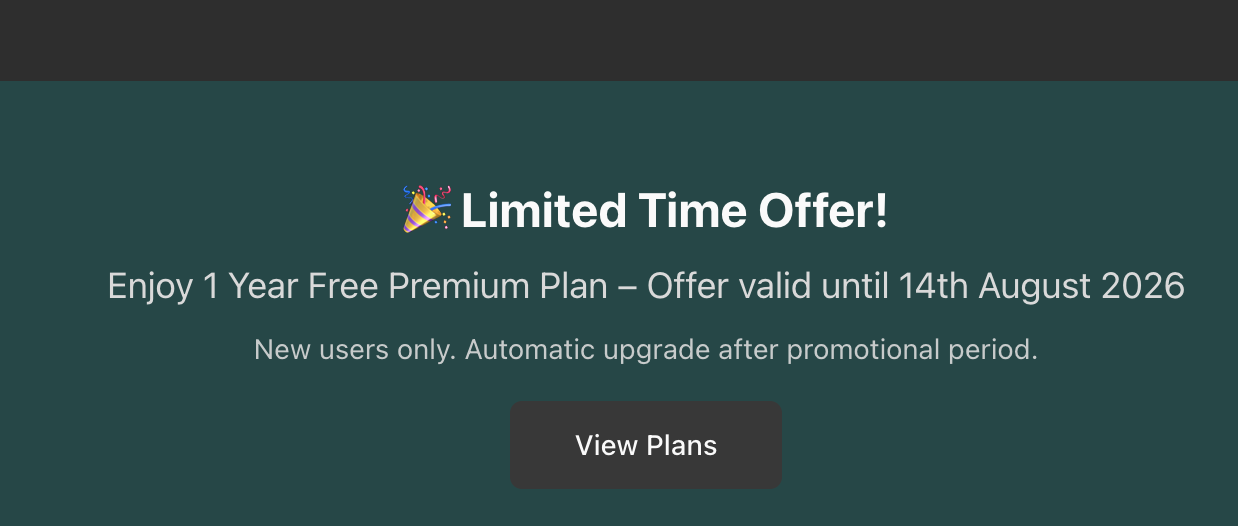 🎉 Limited Time Offer!
Enjoy 1 Year Free Premium Plan – Offer valid until 14th August 2026
New users only. Automatic upgrade after promotional period.
View Plans